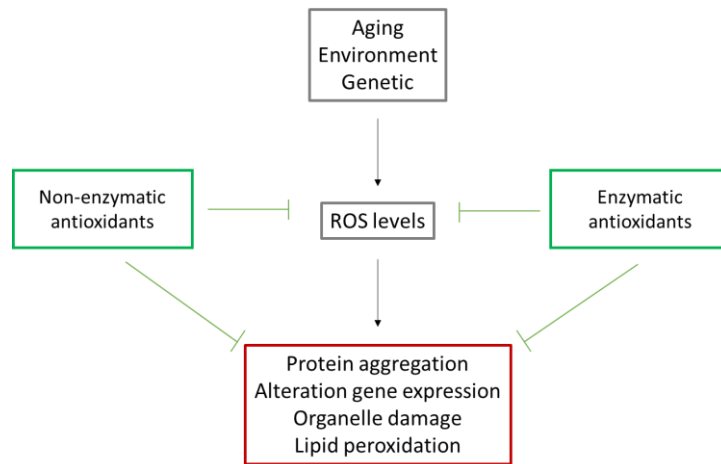 Aging
Environment
Genetic
Non-enzymatic
antioxidants
ROS levels
Enzymatic
antioxidants
Protein aggregation
Alteration gene expression
Organelle damage
Lipid peroxidation